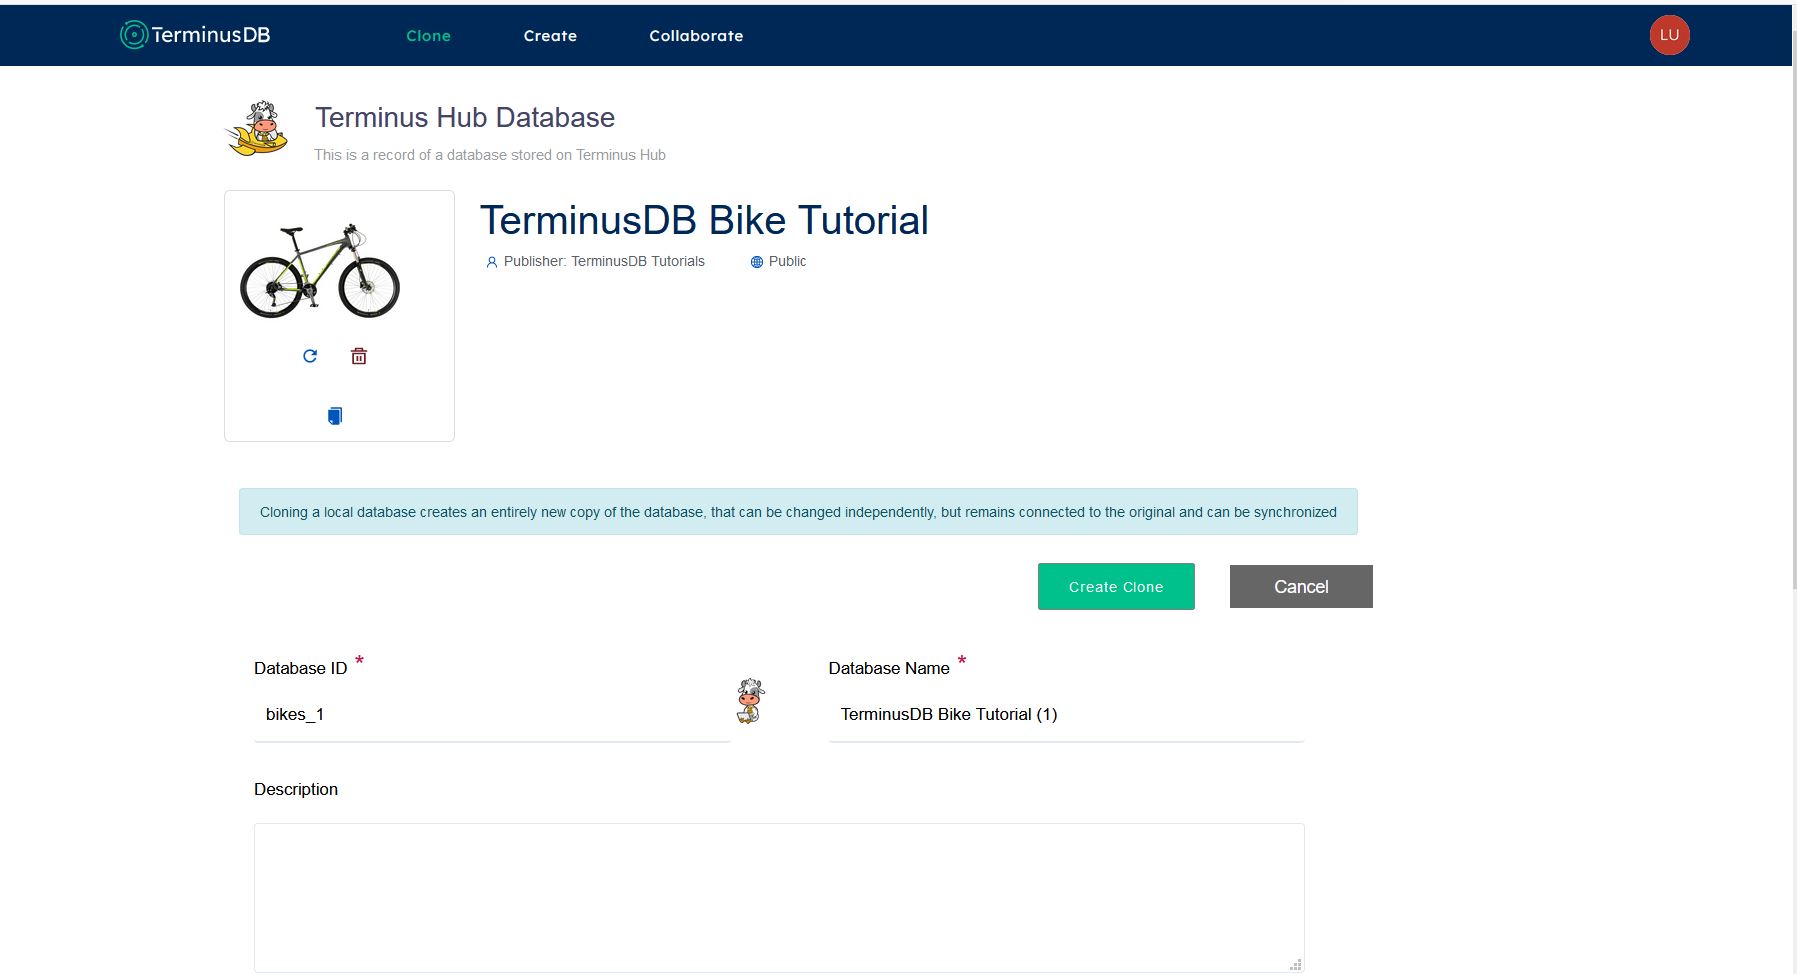 TerminusDB
Clone
Create
Collaborate
LU
Terminus Hub Database
This is a record of a database stored on Terminus Hub
TerminusDB Bike Tutorial
Publisher: TerminusDB Tutorials
Public
Cloning a local database creates an entirely new copy of the database, that can be changed independently, but remains connected to the original and can be synchronized
Create Clone
Cancel
Database ID *
Database Name *
bikes_1
TerminusDB Bike Tutorial (1)
Description